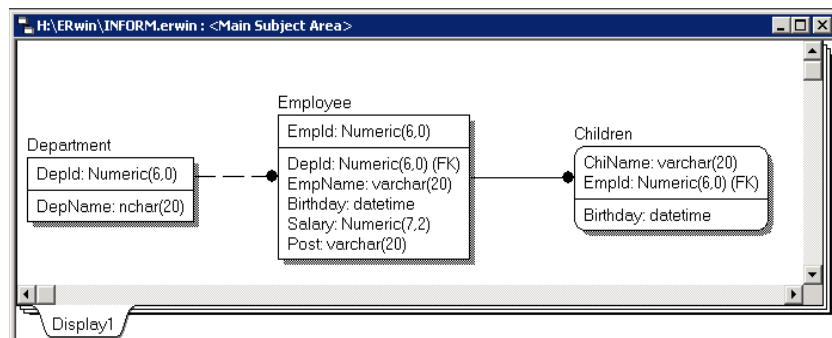 H:\ERwin\INFORM.erwin : <Main Subject Area>
Department
DepId: Numeric(6,0)
DepName: nchar(20)
Employee
EmpId: Numeric(6,0)
DepId: Numeric(6,0) (FK)
EmpName: varchar(20)
Birthday: datetime
Salary: Numeric(7,2)
Post: varchar(20)
Children
ChiName: varchar(20)
EmpId: Numeric(6,0) (FK)
Birthday: datetime
Display1